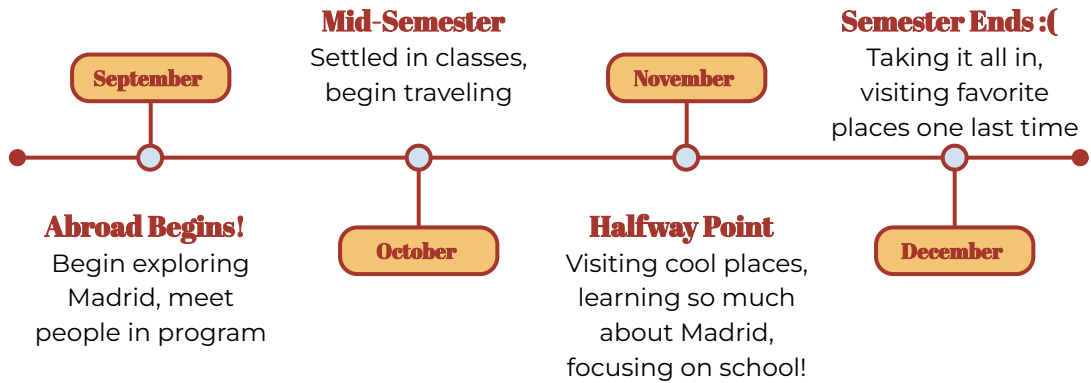 September
Abroad Begins!
Begin exploring
Madrid, meet
people in program
Mid-Semester
Settled in classes,
begin traveling
October
November
Halfway Point
Visiting cool places,
learning so much
about Madrid,
focusing on school!
Semester Ends :(
Taking it all in,
visiting favorite
places one last time
December